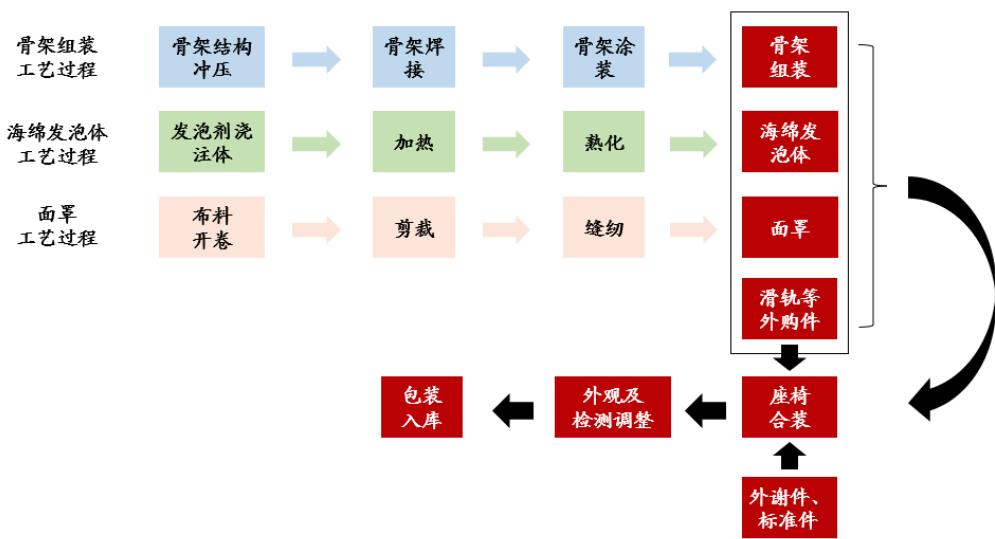 骨架组装
工艺过程
骨架结构
冲压
骨架焊
接
骨架涂
装
骨架
组装
海绵发泡体
工艺过程
发泡剂浇
注体
加热
熟化
海绵发
泡体
面罩
工艺过程
布料
开卷
剪裁
缝纫
面罩
滑轨等
外购件
包装
入库
外观及
检测调整
座椅
合装
外谢件、
标准件